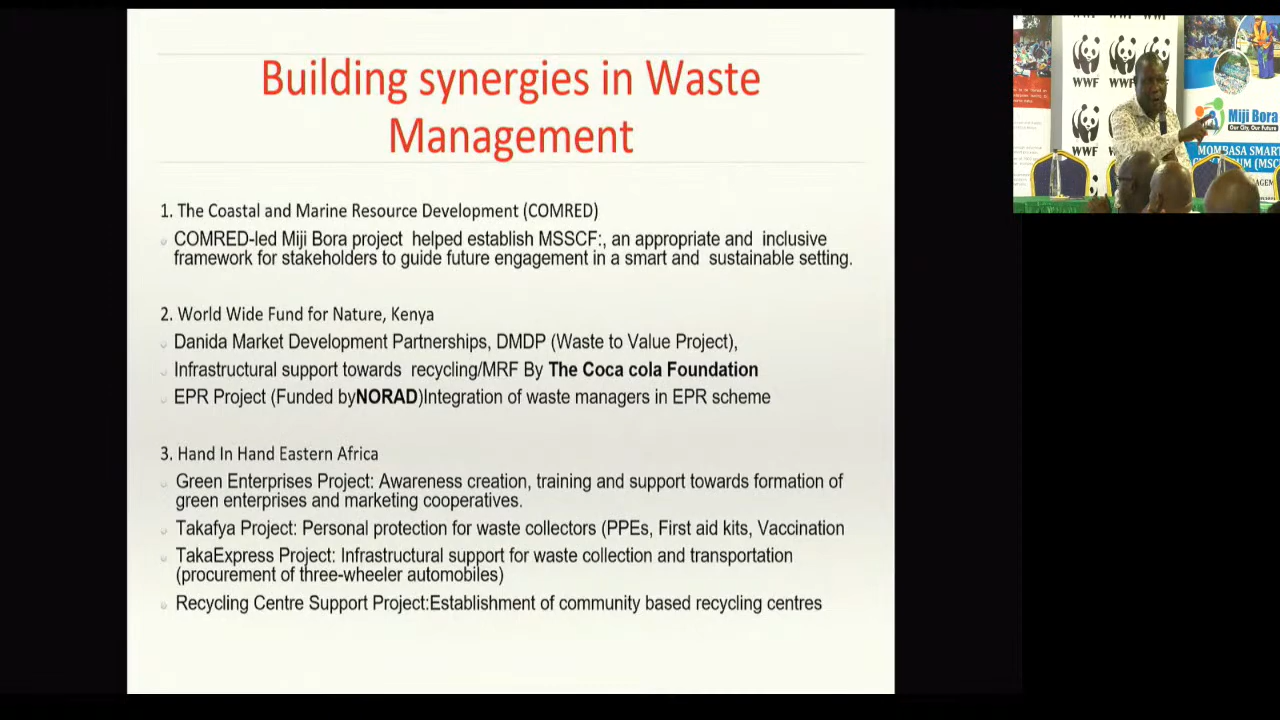 Building synergies in Waste
Management
1. The Coastal and Marine Resource Development (COMRED)
COMRED-led Miji Bora project helped establish MSSCF:, an appropriate and inclusive
framework for stakeholders to guide future engagement in a smart and sustainable setting.
2. World Wide Fund for Nature, Kenya
Danida Market Development Partnerships, DMDP (Waste to Value Project),
Infrastructural support towards recycling/MRF By The Coca cola Foundation
EPR Project (Funded byNORAD)Integration of waste managers in EPR scheme
3. Hand In Hand Eastern Africa
Green Enterprises Project: Awareness creation, training and support towards formation of
green enterprises and marketing cooperatives.
Takafya Project: Personal protection for waste collectors (PPEs, First aid kits, Vaccination
TakaExpress Project: Infrastructural support for waste collection and transportation
(procurement of three-wheeler automobiles)
Recycling Centre Support Project:Establishment of community based recycling centres
WWF WWF WWF
WWF
Miji Bora
Our City, Our Future
MOMBASA SMART